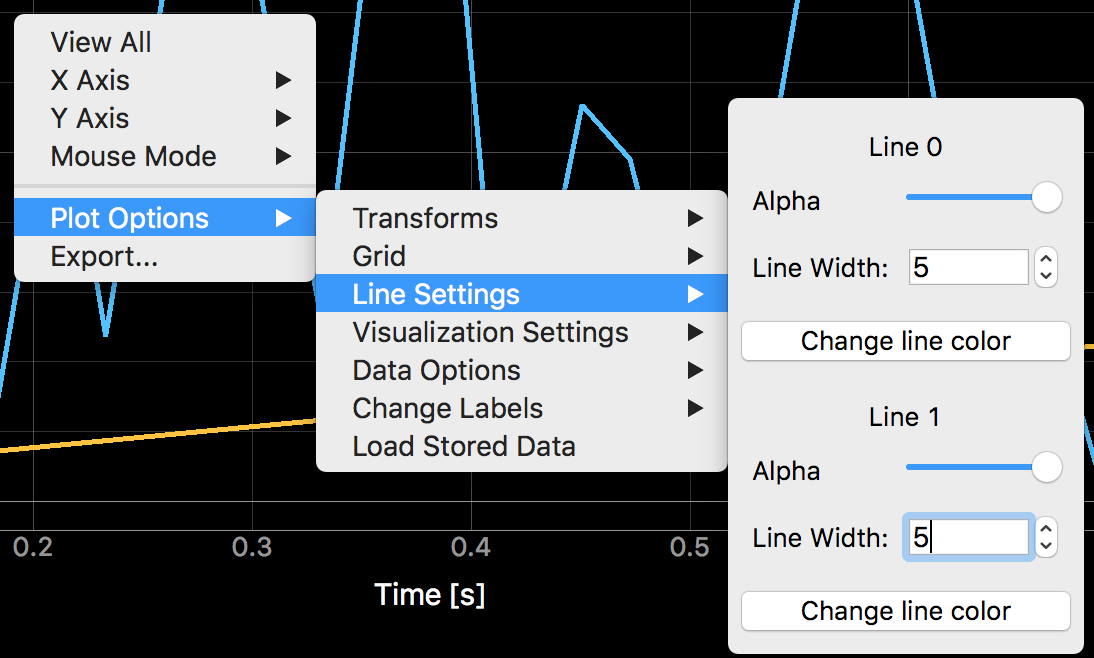 View All
X Axis
Y Axis
Mouse Mode
Plot Options
Export...
Transforms
Grid
Line Settings
Visualization Settings
Data Options
Change Labels
Load Stored Data
Line 0
Alpha
Line Width: 5
Change line color
Line 1
Alpha
Line Width: 5
Change line color
0.2 0.3 0.4 0.5
Time [s]